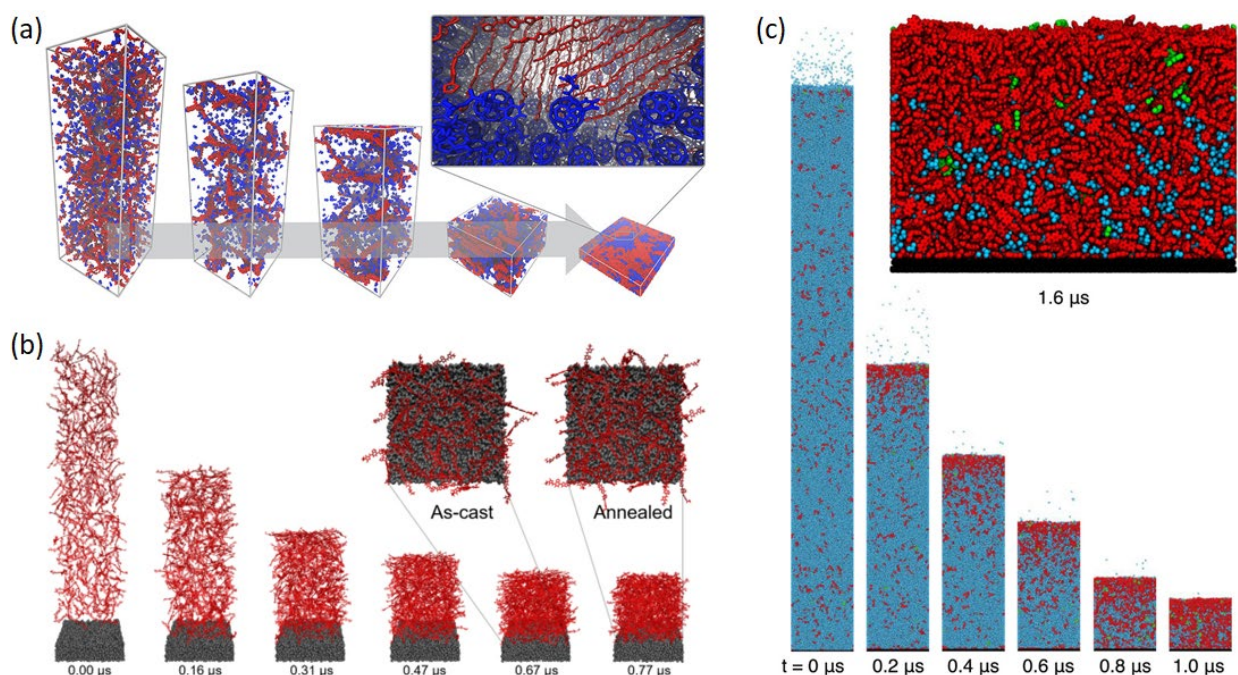 (a)
(b)
As-cast
Annealed
0.00 µs
0.16 µs
0.31 µs
0.47 µs
0.67 µs
0.77 µs
(c)
1.6 µs
t = 0 µs
0.2 µs
0.4 µs
0.6 µs
0.8 µs
1.0 µs